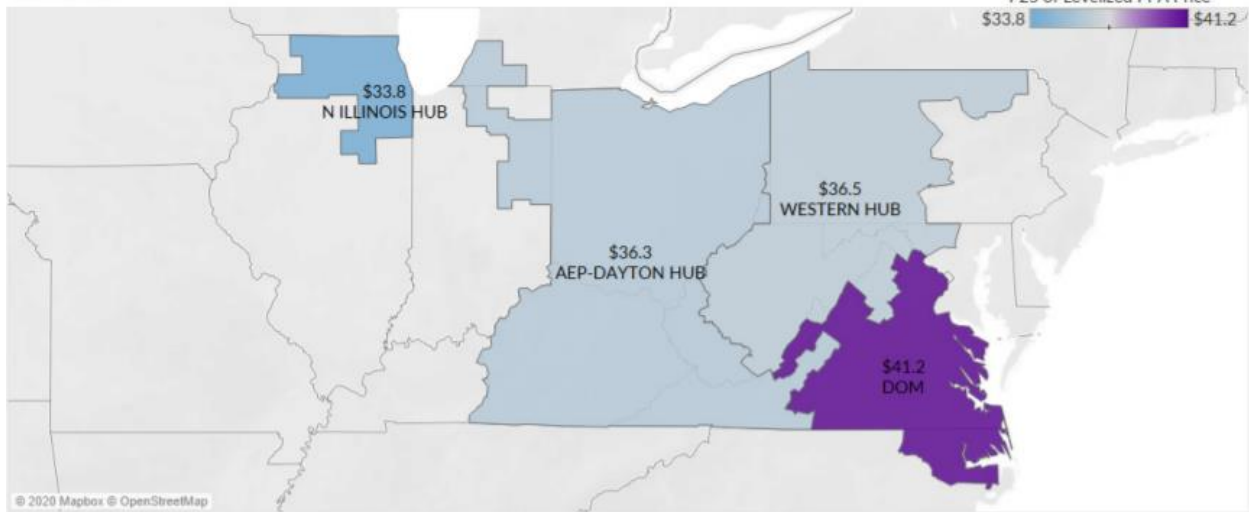 $33.8
$41.2
$33.8
N ILLINOIS HUB
$36.5
WESTERN HUB
$36.3
AEP-DAYTON HUB
$41.2
DOM
© 2020 Mapbox © OpenStreetMap